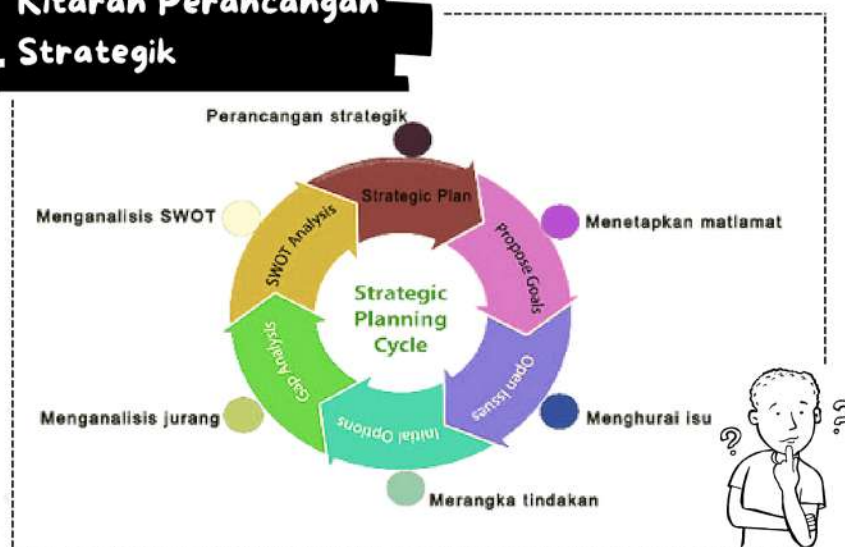 Kitaran Perancangan
Strategik
Perancangan strategik
Strategic Plan
Menganalisis SWOT
SWOT Analysis
Propose Goals
Menetapkan matlamat
Strategic
Planning
Cycle
Gap Analysis
Open Issues
Menganalisis jurang
Initial Options
Menghurai isu
Merangka tindakan
?
?
?